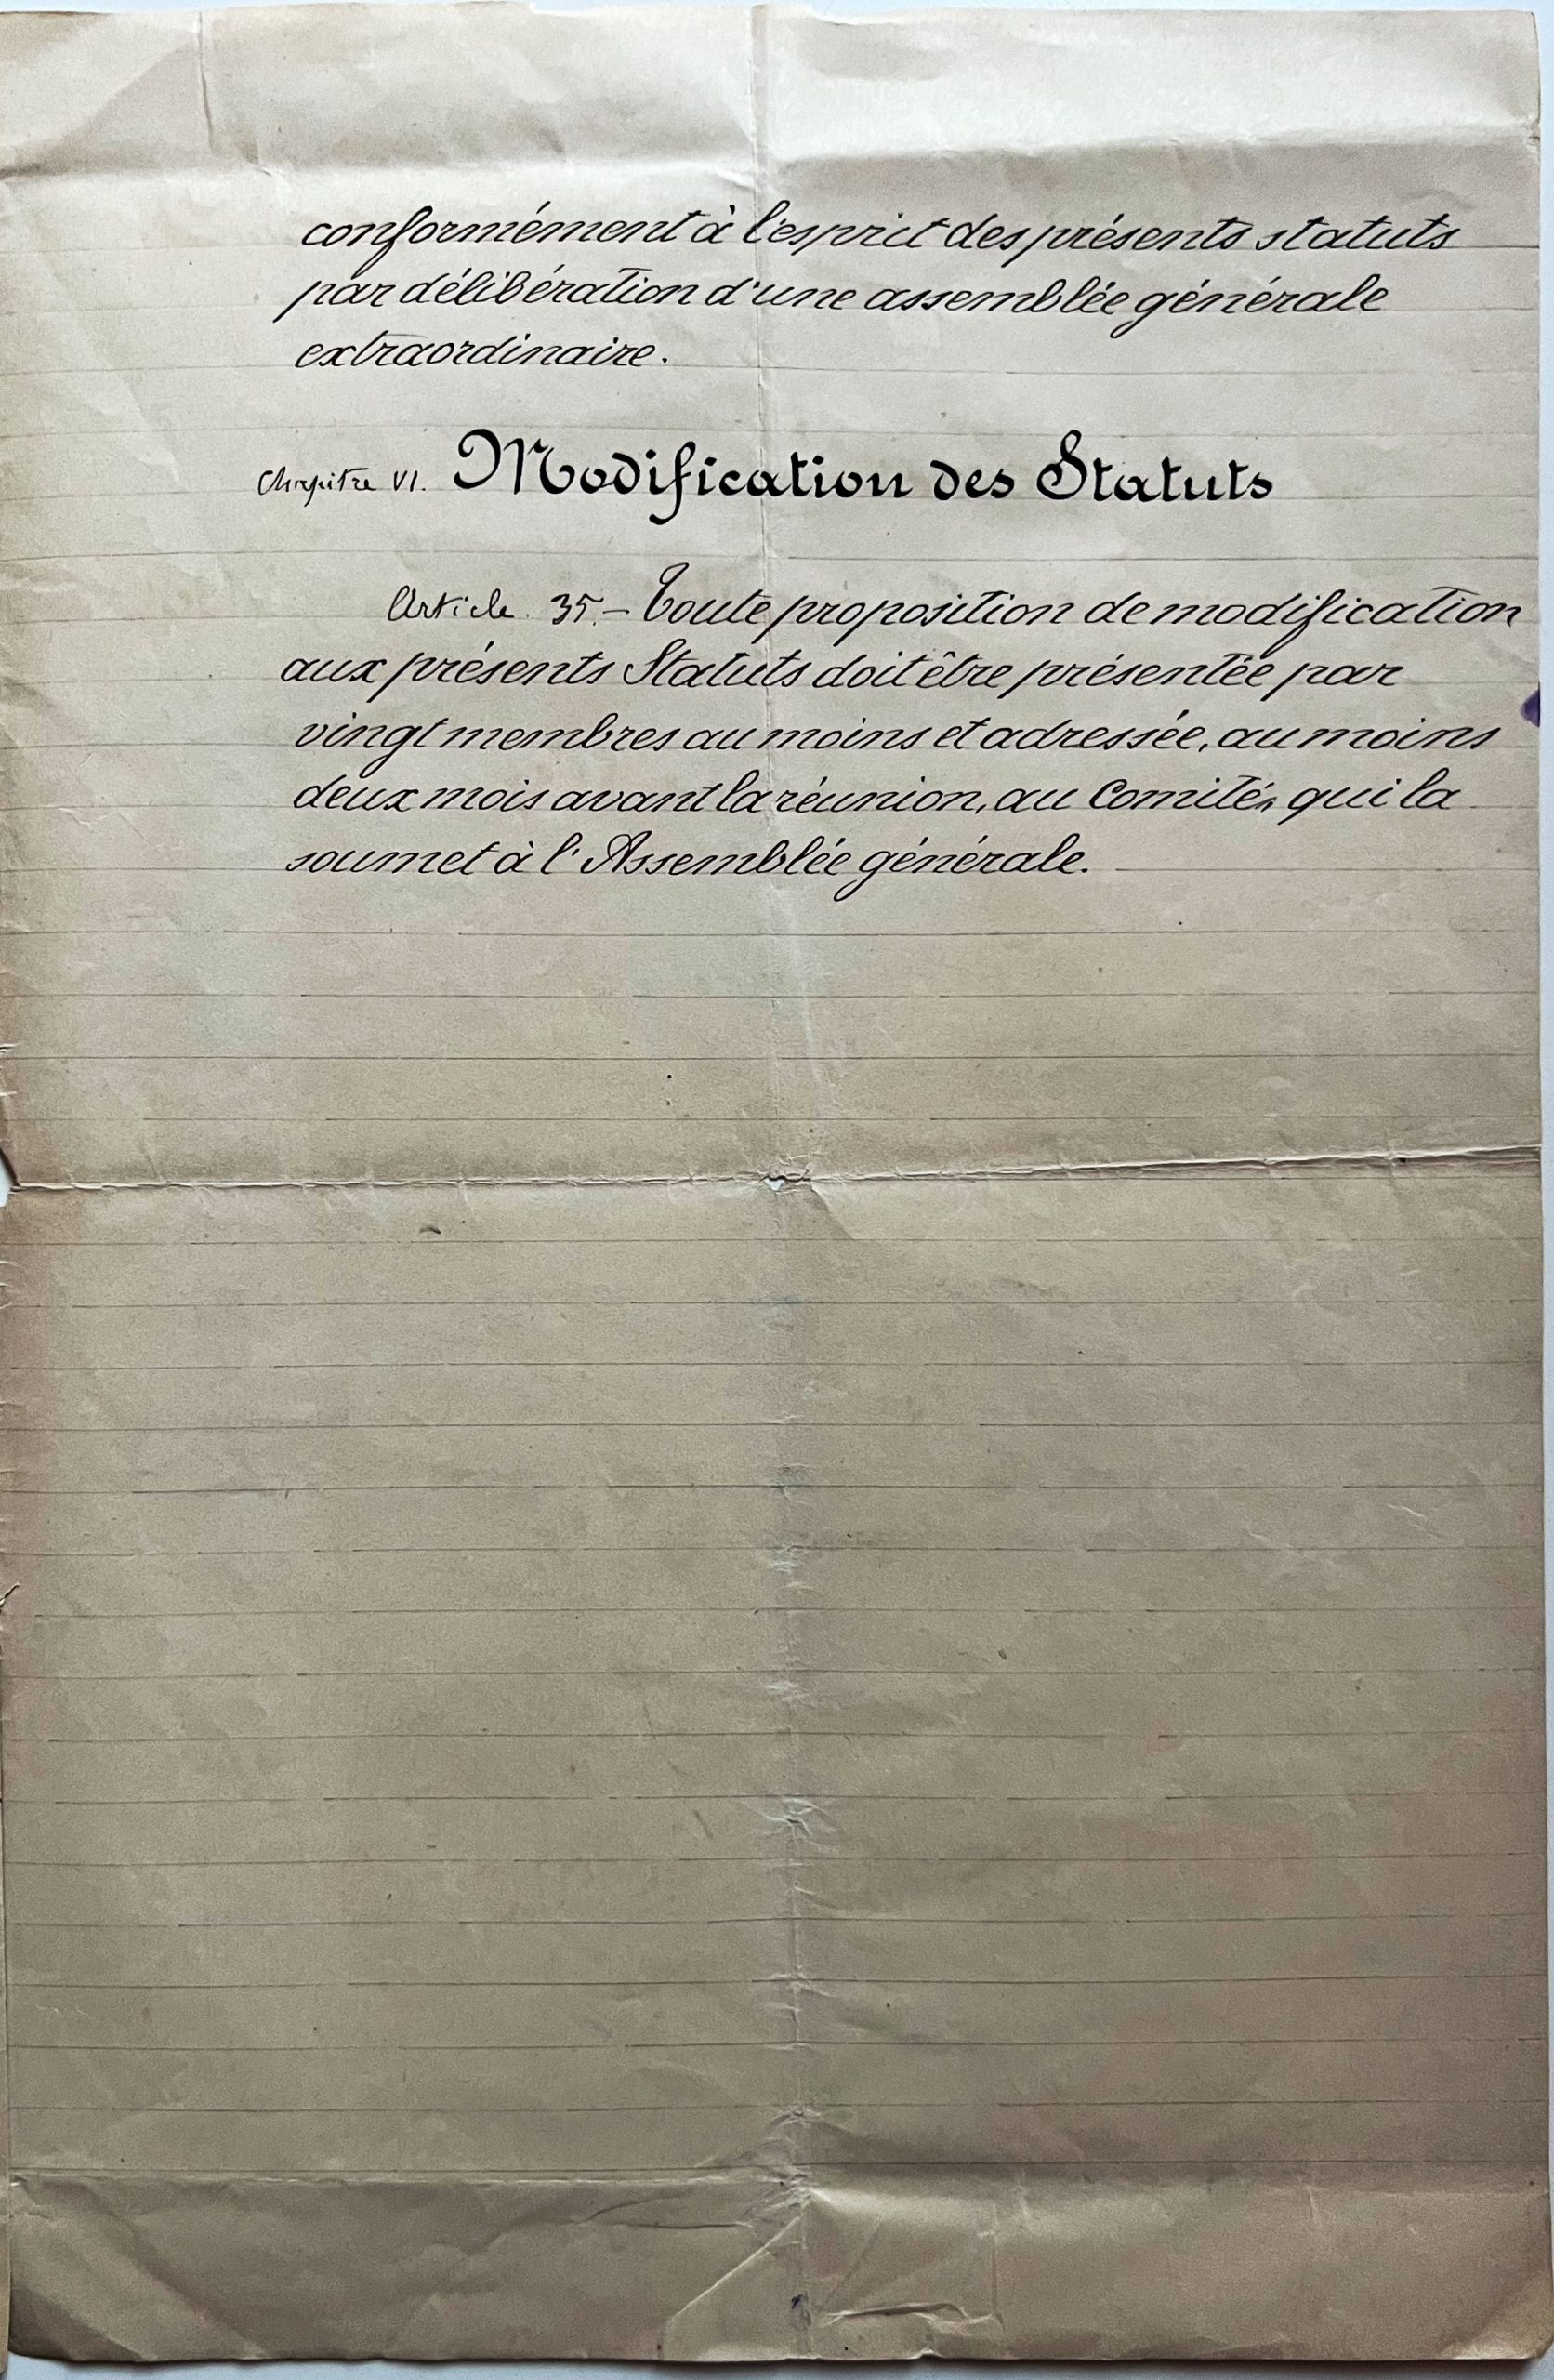 conformément à l'esprit des présents statuts
par délibération d'une assemblée générale
extraordinaire.
Chapitre VI. Modification des Statuts
Article 35.- Toute proposition de modification
aux présents Statuts doit être présentée par
vingt membres au moins et adressée, au moins
deux mois avant la réunion, au Comité, qui la
soumet à l'Assemblée générale.